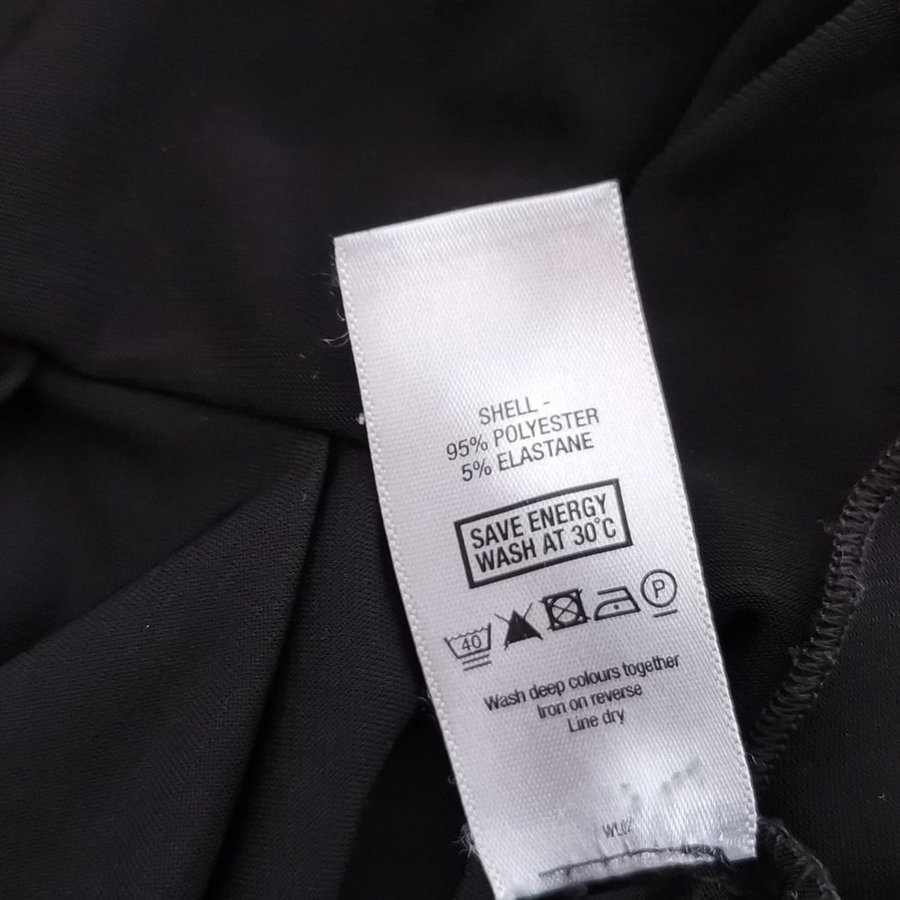 SHELL -
95% POLYESTER
5% ELASTANE
SAVE ENERGY
WASH AT 30°C
40 P
Wash deep colours together
Iron on reverse
Line dry